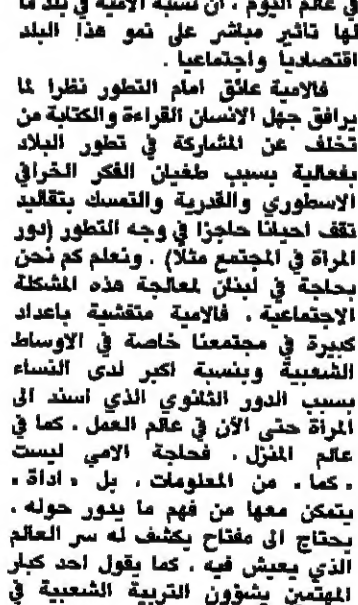 في عالم اليوم ، ان نسبة الامية في بلد ما
لها تاثير مباشر على نمو هذا البلد
اقتصاديا واجتماعيا .
فالامية عائق امام التطور نظرا لما
يرافق جهل الانسان القراءة والكتابة من
تخلف عن المشاركة في تطور البلاد
بفعالية بسبب طغيان الفكر الخرافي
الاسطوري والقدرية والتمسك بتقاليد
تقف احيانا حاجزا في وجه التطور (دور
المراة في المجتمع مثلا) . ونعلم كم نحن
بحاجة في لبنان لمعالجة هذه المشكلة
الاجتماعية . فالامية متفشية باعداد
كبيرة في مجتمعنا خاصة في الاوساط
الشعبية وبنسبة اكبر لدى النساء
بسبب الدور الثانوي الذي اسند الى
المراة حتى الآن في عالم العمل . كما في
عالم المنزل . فحاجة الامي ليست
« كما » من المعلومات . بل « اداة »
يتمكن معها من فهم ما يدور حوله .
يحتاج الى مفتاح يكشف له سر العالم
الذي يعيش فيه . كما يقول احد كبار
المهتمين بشؤون التربية الشعبية في